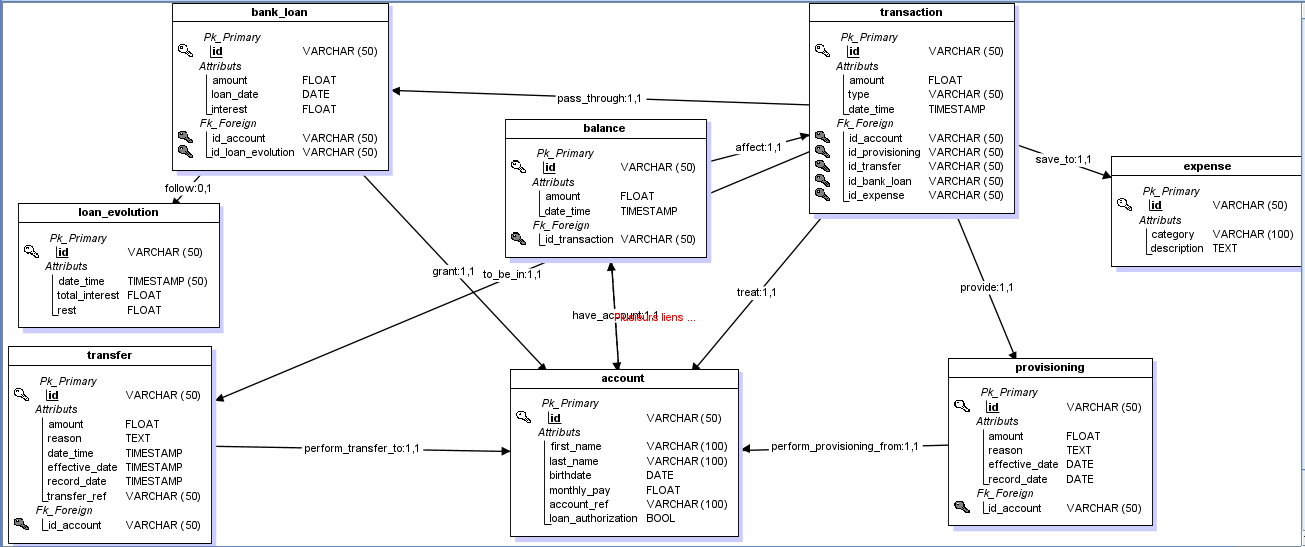 bank_loan
Pk_Primary
id VARCHAR (50)
Attributs
amount FLOAT
loan_date DATE
interest FLOAT
Fk_Foreign
id_account VARCHAR (50)
id_loan_evolution VARCHAR (50)
transaction
Pk_Primary
id VARCHAR (50)
Attributs
amount FLOAT
type VARCHAR (50)
date_time TIMESTAMP
Fk_Foreign
id_account VARCHAR (50)
id_provisioning VARCHAR (50)
id_transfer VARCHAR (50)
id_bank_loan VARCHAR (50)
id_expense VARCHAR (50)
pass_through:1,1
balance
Pk_Primary
id VARCHAR (50)
Attributs
amount FLOAT
date_time TIMESTAMP
Fk_Foreign
id_transaction VARCHAR (50)
affect:1,1
save_to:1,1
expense
Pk_Primary
id VARCHAR (50)
Attributs
category VARCHAR (100)
description TEXT
follow:0,1
loan_evolution
Pk_Primary
id VARCHAR (50)
Attributs
date_time TIMESTAMP (50)
total_interest FLOAT
rest FLOAT
grant:1,1
to_be_in:1,1
treat:1,1
provide:1,1
have_account:1,1
liens ...
transfer
Pk_Primary
id VARCHAR (50)
Attributs
amount FLOAT
reason TEXT
date_time TIMESTAMP
effective_date TIMESTAMP
record_date TIMESTAMP
transfer_ref VARCHAR (50)
Fk_Foreign
id_account VARCHAR (50)
perform_transfer_to:1,1
account
Pk_Primary
id VARCHAR (50)
Attributs
first_name VARCHAR (100)
last_name VARCHAR (100)
birthdate DATE
monthly_pay FLOAT
account_ref VARCHAR (100)
loan_authorization BOOL
perform_provisioning_from:1,1
provisioning
Pk_Primary
id VARCHAR (50)
Attributs
amount FLOAT
reason TEXT
effective_date DATE
record_date DATE
Fk_Foreign
id_account VARCHAR (50)